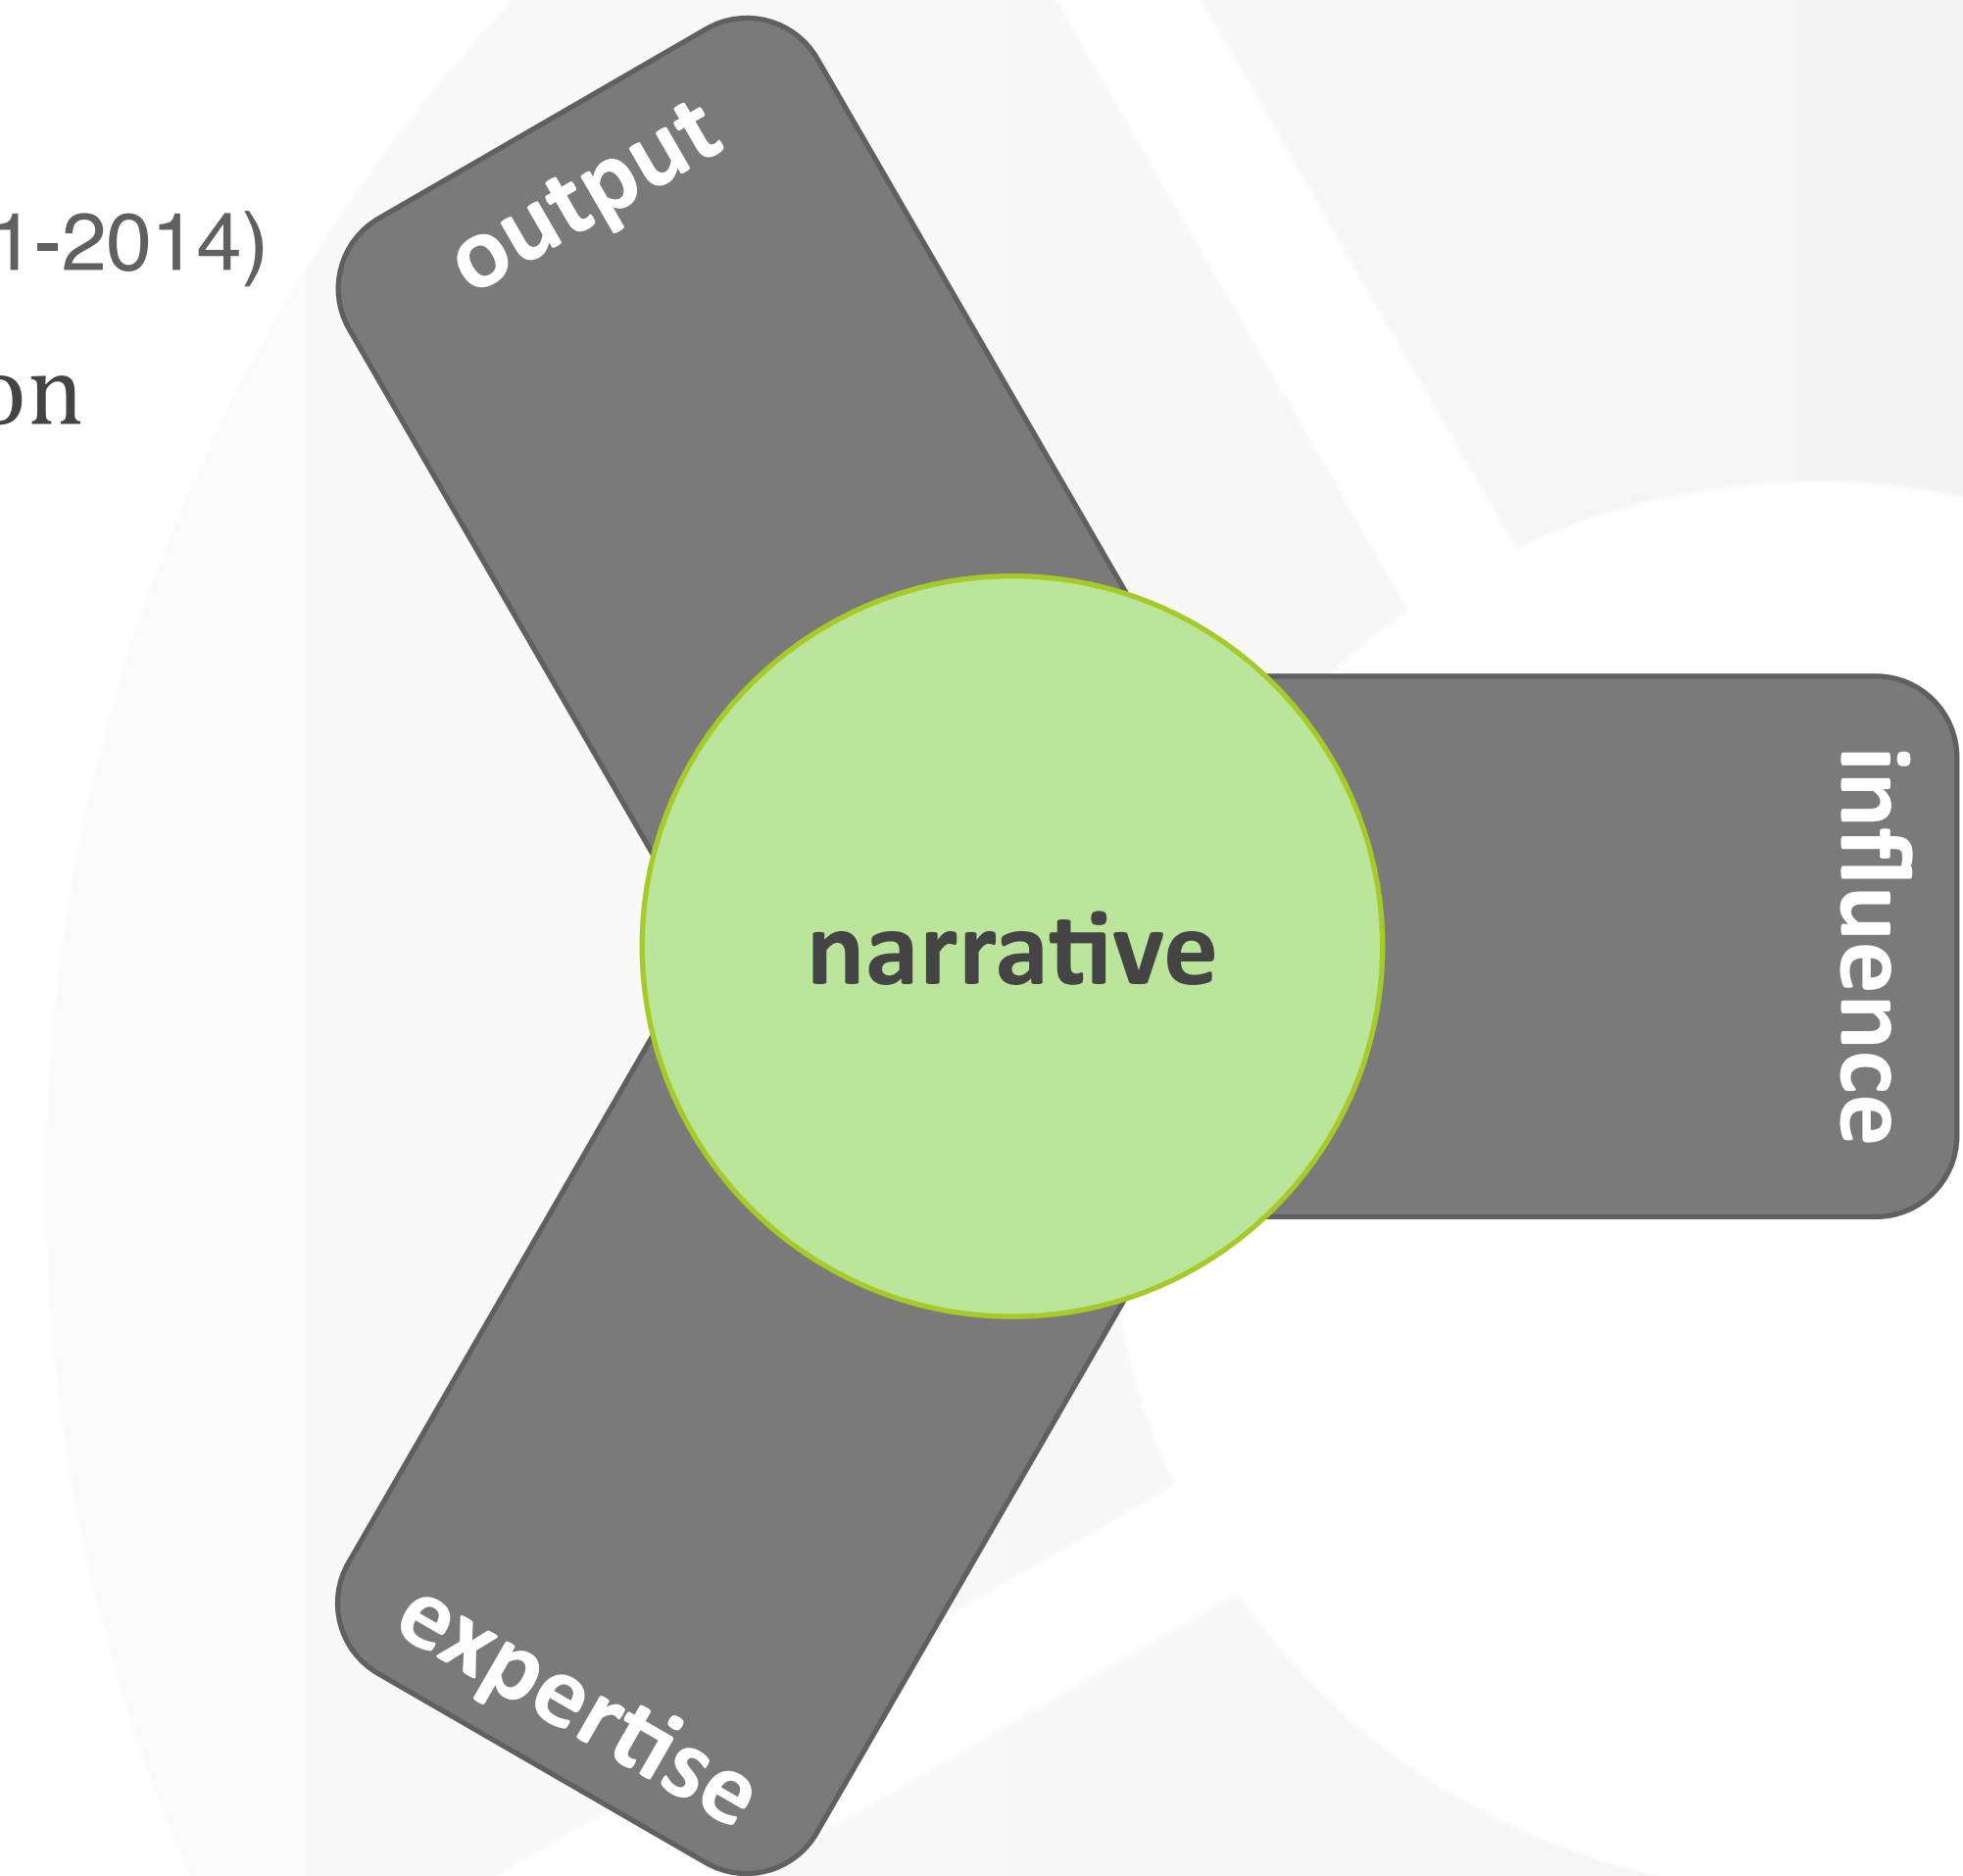 output
1-2014)
on
influence
narrative
expertise